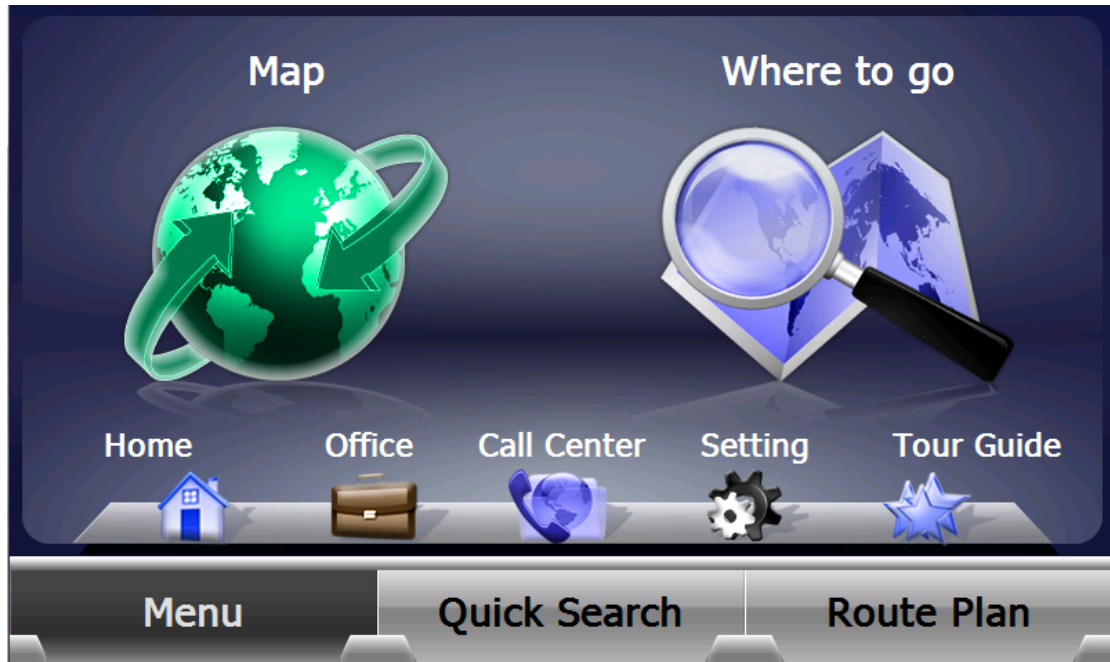 Map
Where to go
Home
Office
Call Center
Setting
Tour Guide
Menu
Quick Search
Route Plan